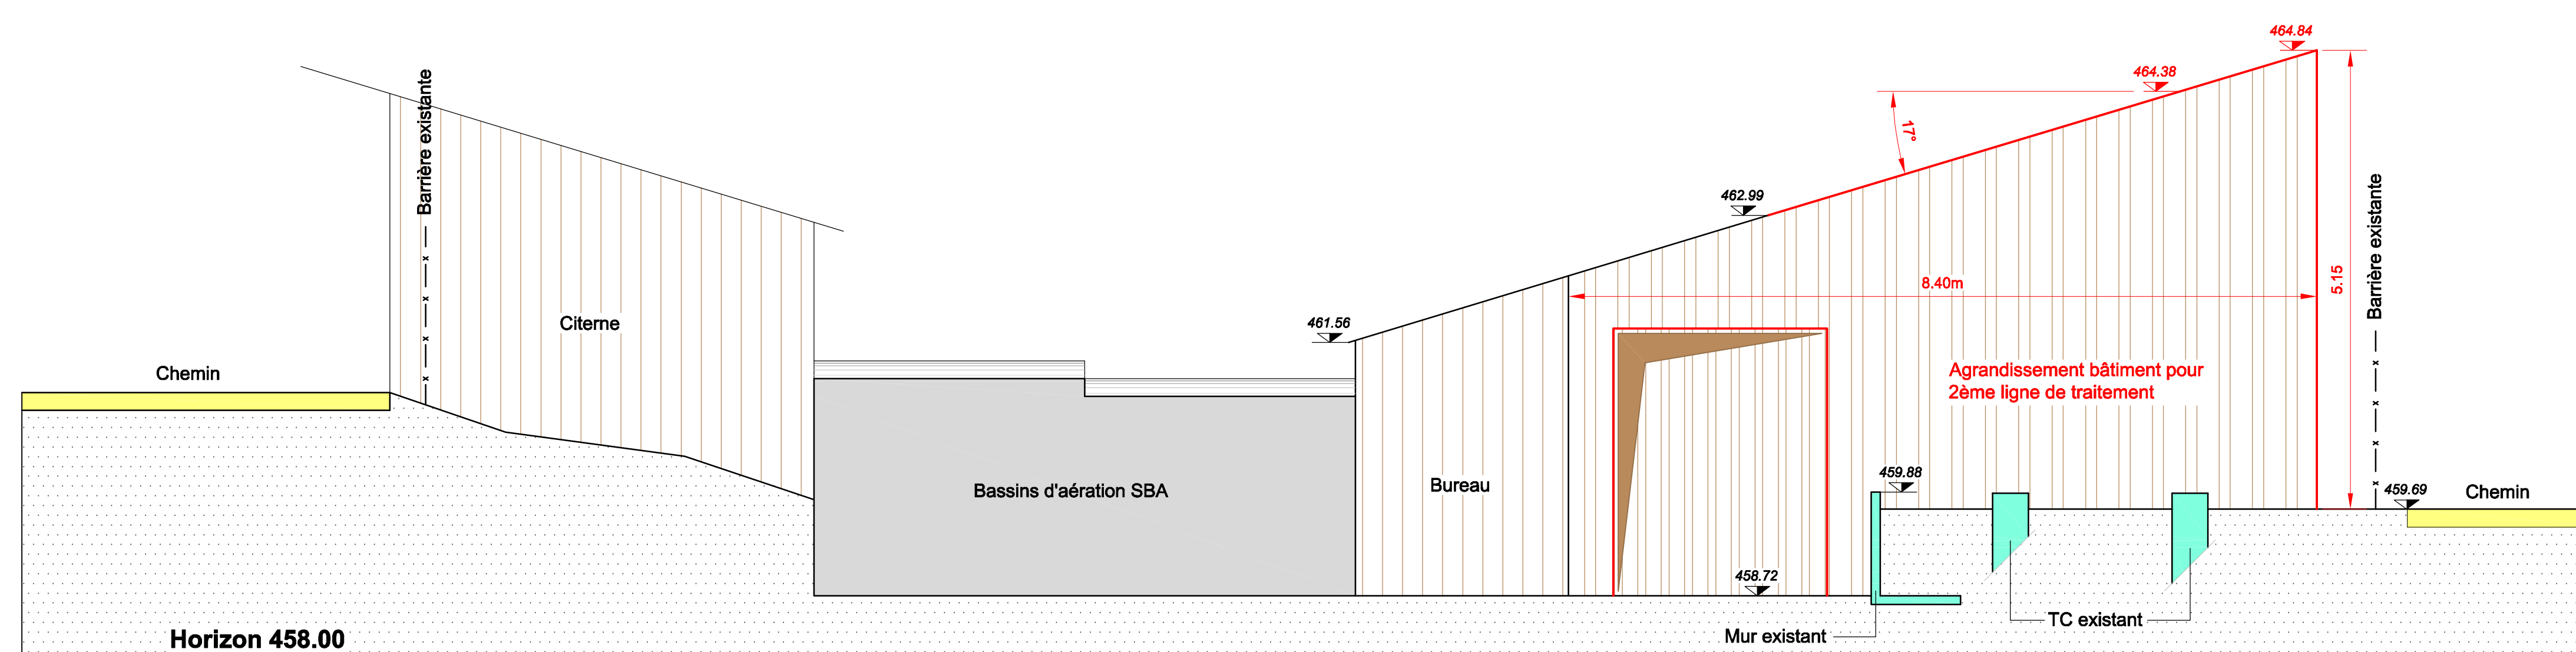 464.84
464.38
Barrière existante
17°
Barrière existante
462.99
5.15
8.40m
Citerne
461.56
Chemin
Agrandissement bâtiment pour
2ème ligne de traitement
459.88
Bureau
Bassins d'aération SBA
459.69
Chemin
458.72
TC existant
Mur existant
Horizon 458.00